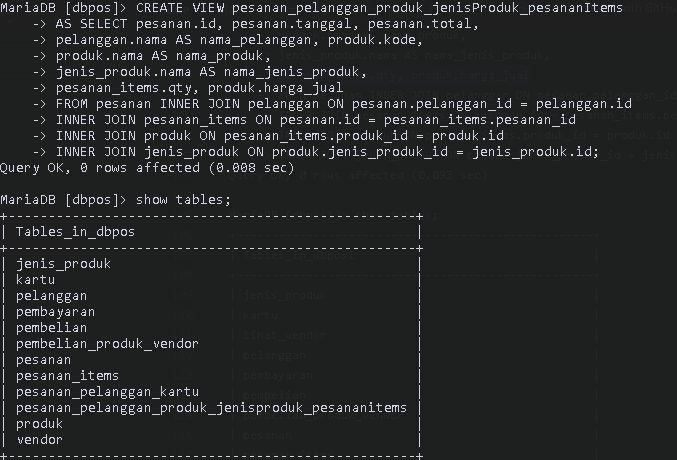 MariaDB [dbpos]> CREATE VIEW pesanan_pelanggan_produk_jenisProduk_pesananItems
    -> AS SELECT pesanan.id, pesanan.tanggal, pesanan.total,
    -> pelanggan.nama AS nama_pelanggan, produk.kode,
    -> produk.nama AS nama_produk,
    -> jenis_produk.nama AS nama_jenis_produk,
    -> pesanan_items.qty, produk.harga_jual
    -> FROM pesanan INNER JOIN pelanggan ON pesanan.pelanggan_id = pelanggan.id
    -> INNER JOIN pesanan_items ON pesanan.id = pesanan_items.pesanan_id
    -> INNER JOIN produk ON pesanan_items.produk_id = produk.id
    -> INNER JOIN jenis_produk ON produk.jenis_produk_id = jenis_produk.id;
Query OK, 0 rows affected (0.008 sec)
MariaDB [dbpos]> show tables;
+---------------------------------------------------+
| Tables_in_dbpos                                   |
+---------------------------------------------------+
| jenis_produk                                      |
| kartu                                             |
| pelanggan                                         |
| pembayaran                                        |
| pembelian                                         |
| pembelian_produk_vendor                           |
| pesanan                                           |
| pesanan_items                                     |
| pesanan_pelanggan_kartu                           |
| pesanan_pelanggan_produk_jenisproduk_pesananitems |
| produk                                            |
| vendor                                            |
+---------------------------------------------------+